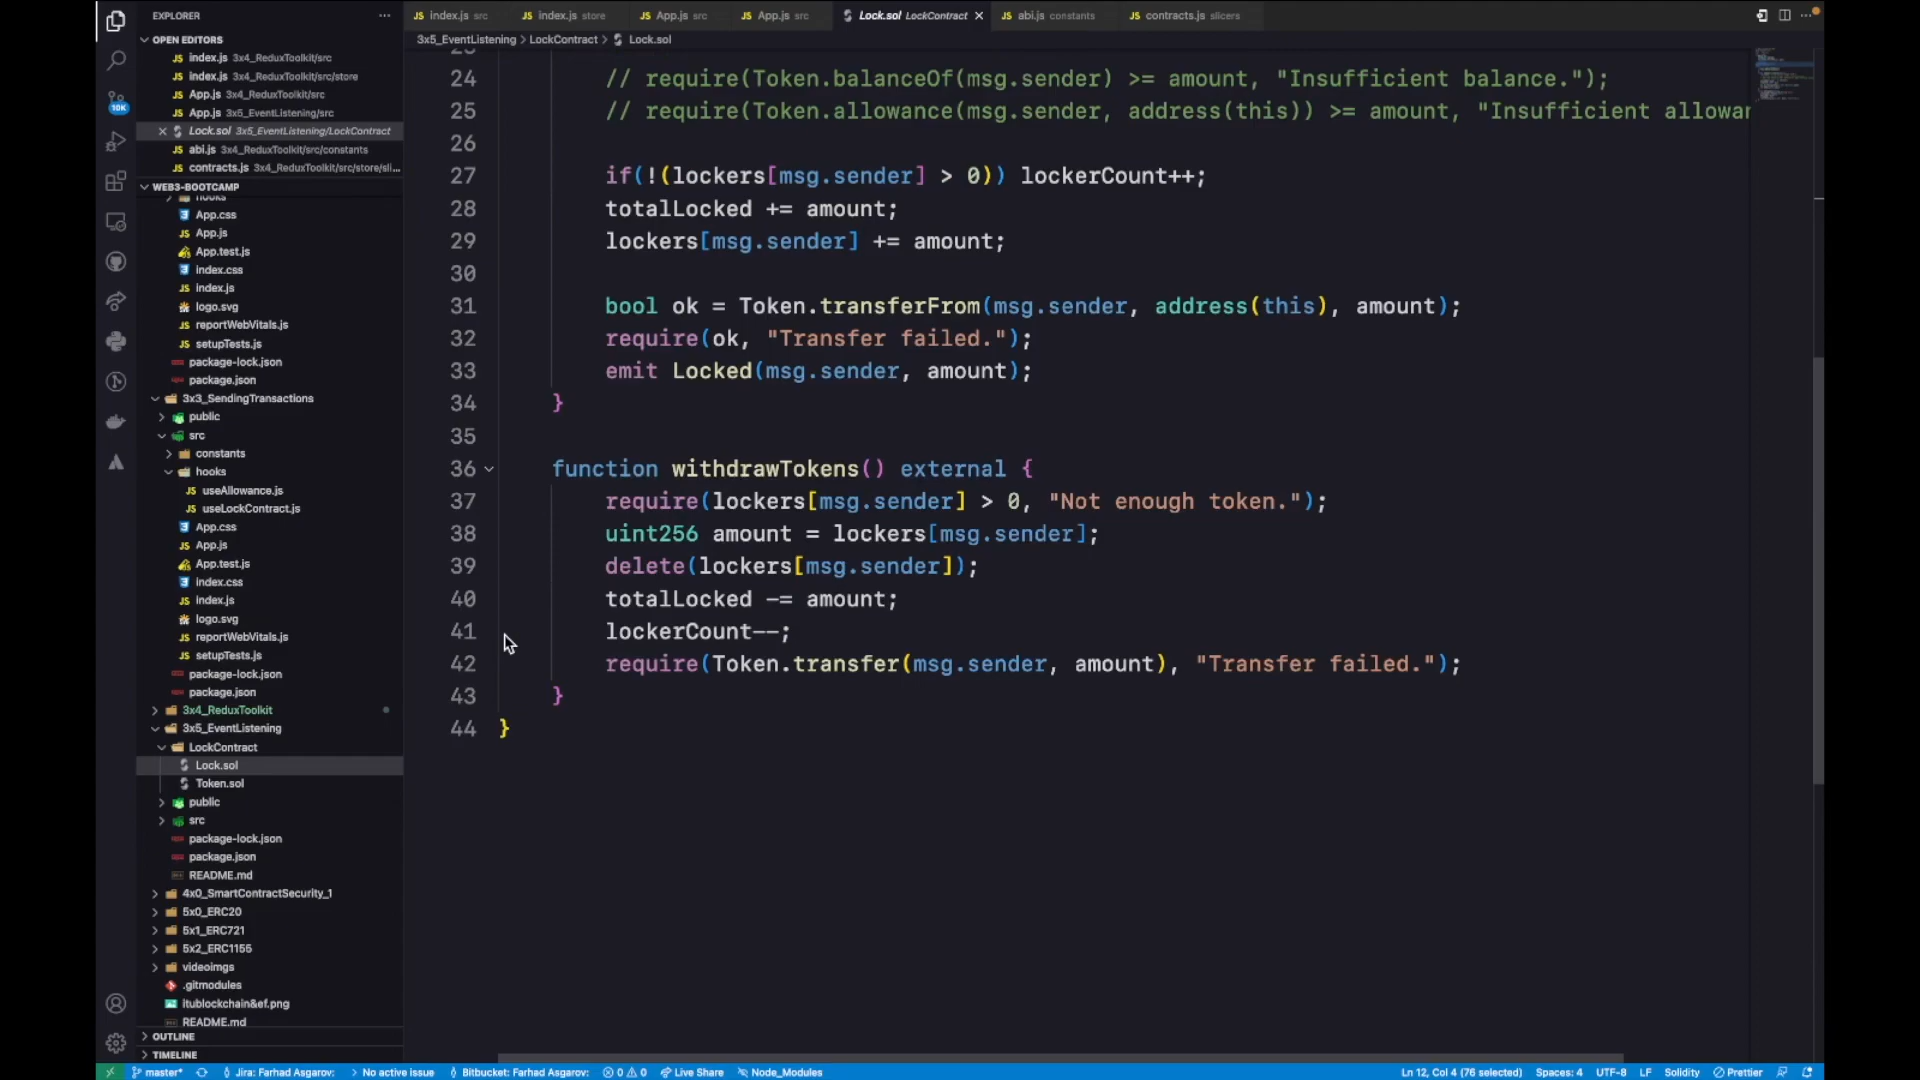 EXPLORER
OPEN EDITORS
index.js 3x4_ReduxToolkit/src
index.js 3x4_ReduxToolkit/src/store
App.js 3x4_ReduxToolkit/src
App.js 3x5_EventListening/src
Lock.sol 3x5_EventListening/LockContract
abi.js 3x4_ReduxToolkit/src/constants
contracts.js 3x4_ReduxToolkit/src/store/sli...
WEB3-BOOTCAMP
hooks
App.css
App.js
App.test.js
index.css
index.js
logo.svg
reportWebVitals.js
setupTests.js
package-lock.json
package.json
3x3_SendingTransactions
public
src
constants
hooks
useAllowance.js
useLockContract.js
App.css
App.js
App.test.js
index.css
index.js
logo.svg
reportWebVitals.js
setupTests.js
package-lock.json
package.json
3x4_ReduxToolkit
3x5_EventListening
LockContract
Lock.sol
Token.sol
public
src
package-lock.json
package.json
README.md
4x0_SmartContractSecurity_1
5x0_ERC20
5x1_ERC721
5x2_ERC1155
videoimgs
.gitmodules
itublockchain&ef.png
README.md
OUTLINE
TIMELINE
10K
index.js src index.js store App.js src App.js src Lock.sol LockContract abi.js constants contracts.js slicers
3x5_EventListening > LockContract > Lock.sol
24 // require(Token.balanceOf(msg.sender) >= amount, "Insufficient balance.");
25 // require(Token.allowance(msg.sender, address(this)) >= amount, "Insufficient allowan
26
27 if(!(lockers[msg.sender] > 0)) lockerCount++;
28 totalLocked += amount;
29 lockers[msg.sender] += amount;
30
31 bool ok = Token.transferFrom(msg.sender, address(this), amount);
32 require(ok, "Transfer failed.");
33 emit Locked(msg.sender, amount);
34 }
35
36 function withdrawTokens() external {
37 require(lockers[msg.sender] > 0, "Not enough token.");
38 uint256 amount = lockers[msg.sender];
39 delete(lockers[msg.sender]);
40 totalLocked -= amount;
41 lockerCount--;
42 require(Token.transfer(msg.sender, amount), "Transfer failed.");
43 }
44 }
master* Jira: Farhad Asgarov: No active issue Bitbucket: Farhad Asgarov: 0 0 Live Share Node_Modules Ln 12, Col 4 (76 selected) Spaces: 4 UTF-8 LF Solidity Prettier